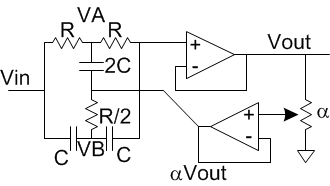 VA
R R
+
-
Vout
2C
Vin
R/2
+
-
α
VB
C C
αVout